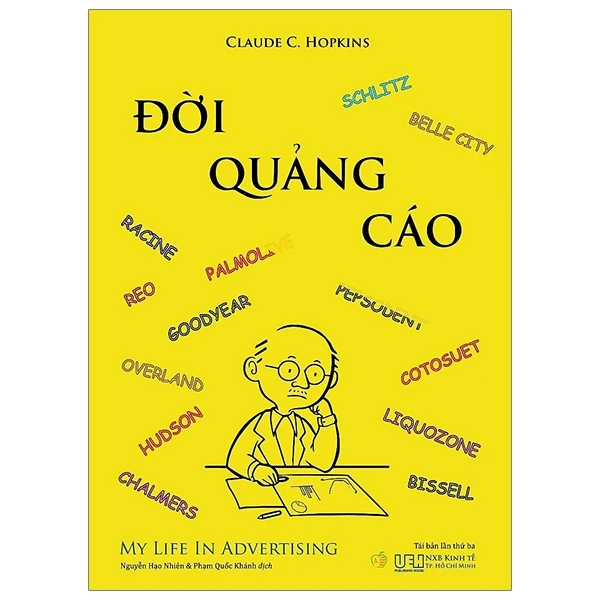 CLAUDE C. HOPKINS
SCHLITZ
BELLE CITY
ĐỜI
QUẢNG
CÁO
RACINE
PALMOLIVE
REO
GOODYEAR
PEPSODENT
OVERLAND
COTOSUET
HUDSON
LIQUOZONE
CHALMERS
BISSELL
MY LIFE IN ADVERTISING
Nguyễn Hạo Nhiên & Phạm Quốc Khánh dịch
Tái bản lần thứ ba
UEH
PUBLISHING HOUSE
NXB KINH TẾ
TP. HỒ CHÍ MINH